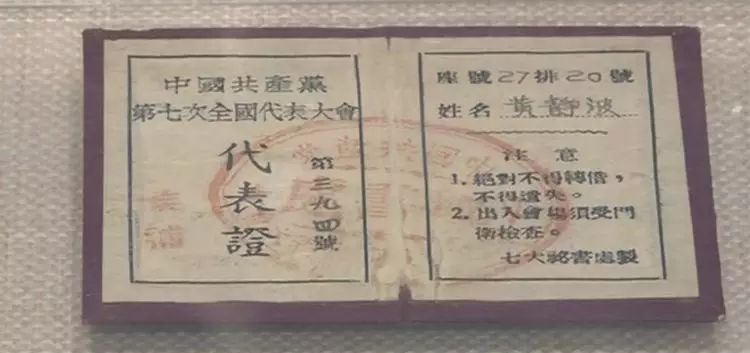 中國共產黨
第七次全國代表大會
代表證
第三九四號
座號27排20號
姓名 黃靜波
注意
1. 絕對不得轉借，
不得遺失。
2. 出入會場須受門
衛檢查。
七大祕書處製